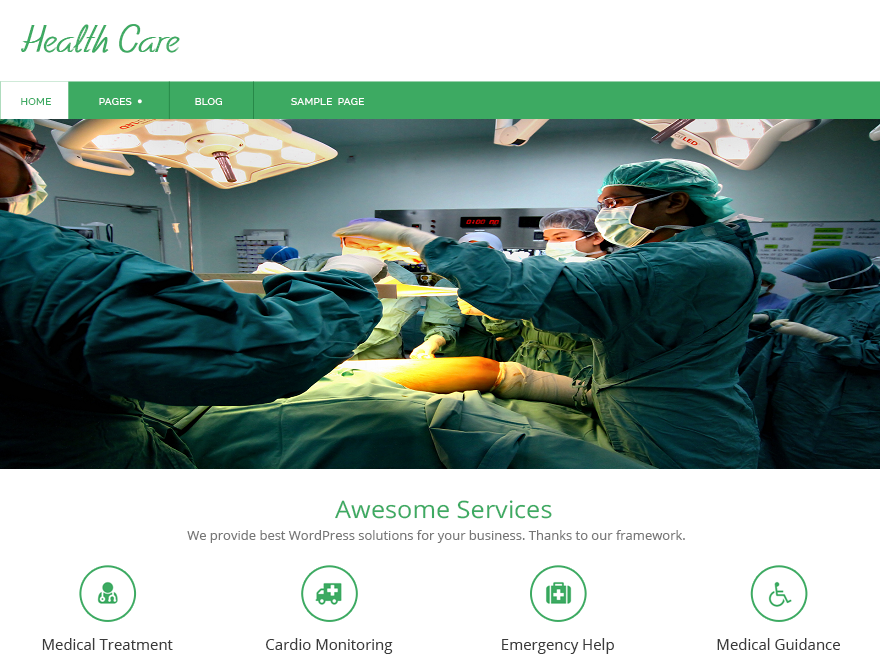 Health Care
HOME PAGES • BLOG SAMPLE PAGE
LED
Awesome Services
We provide best WordPress solutions for your business. Thanks to our framework.
Medical Treatment Cardio Monitoring Emergency Help Medical Guidance